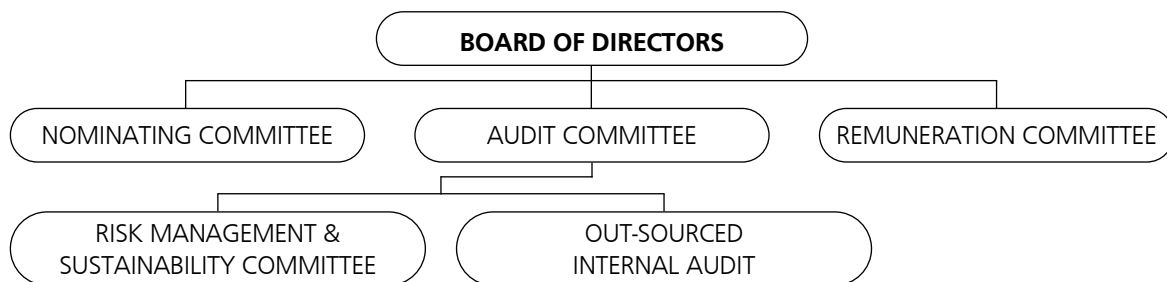 BOARD OF DIRECTORS
NOMINATING COMMITTEE
AUDIT COMMITTEE
REMUNERATION COMMITTEE
RISK MANAGEMENT &
SUSTAINABILITY COMMITTEE
OUT-SOURCED
INTERNAL AUDIT